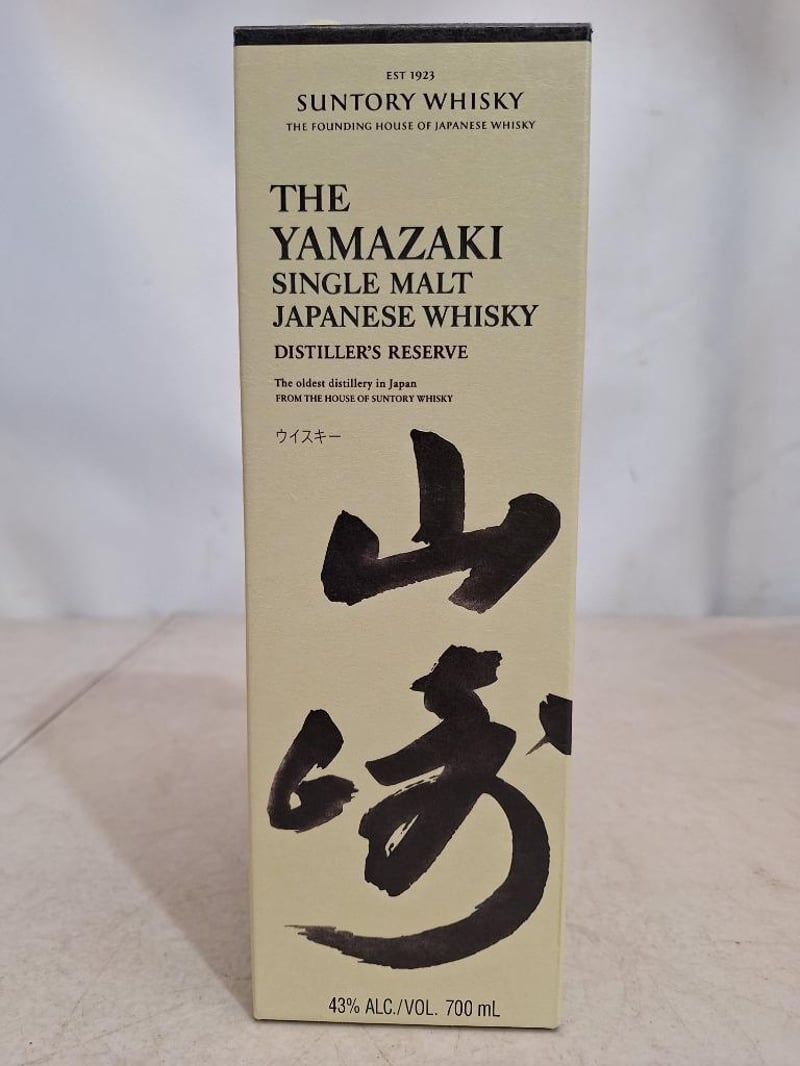 EST 1923
SUNTORY WHISKY
THE FOUNDING HOUSE OF JAPANESE WHISKY
THE
YAMAZAKI
SINGLE MALT
JAPANESE WHISKY
DISTILLER'S RESERVE
The oldest distillery in Japan
FROM THE HOUSE OF SUNTORY WHISKY
ウイスキー
山
崎
43% ALC./VOL. 700 mL